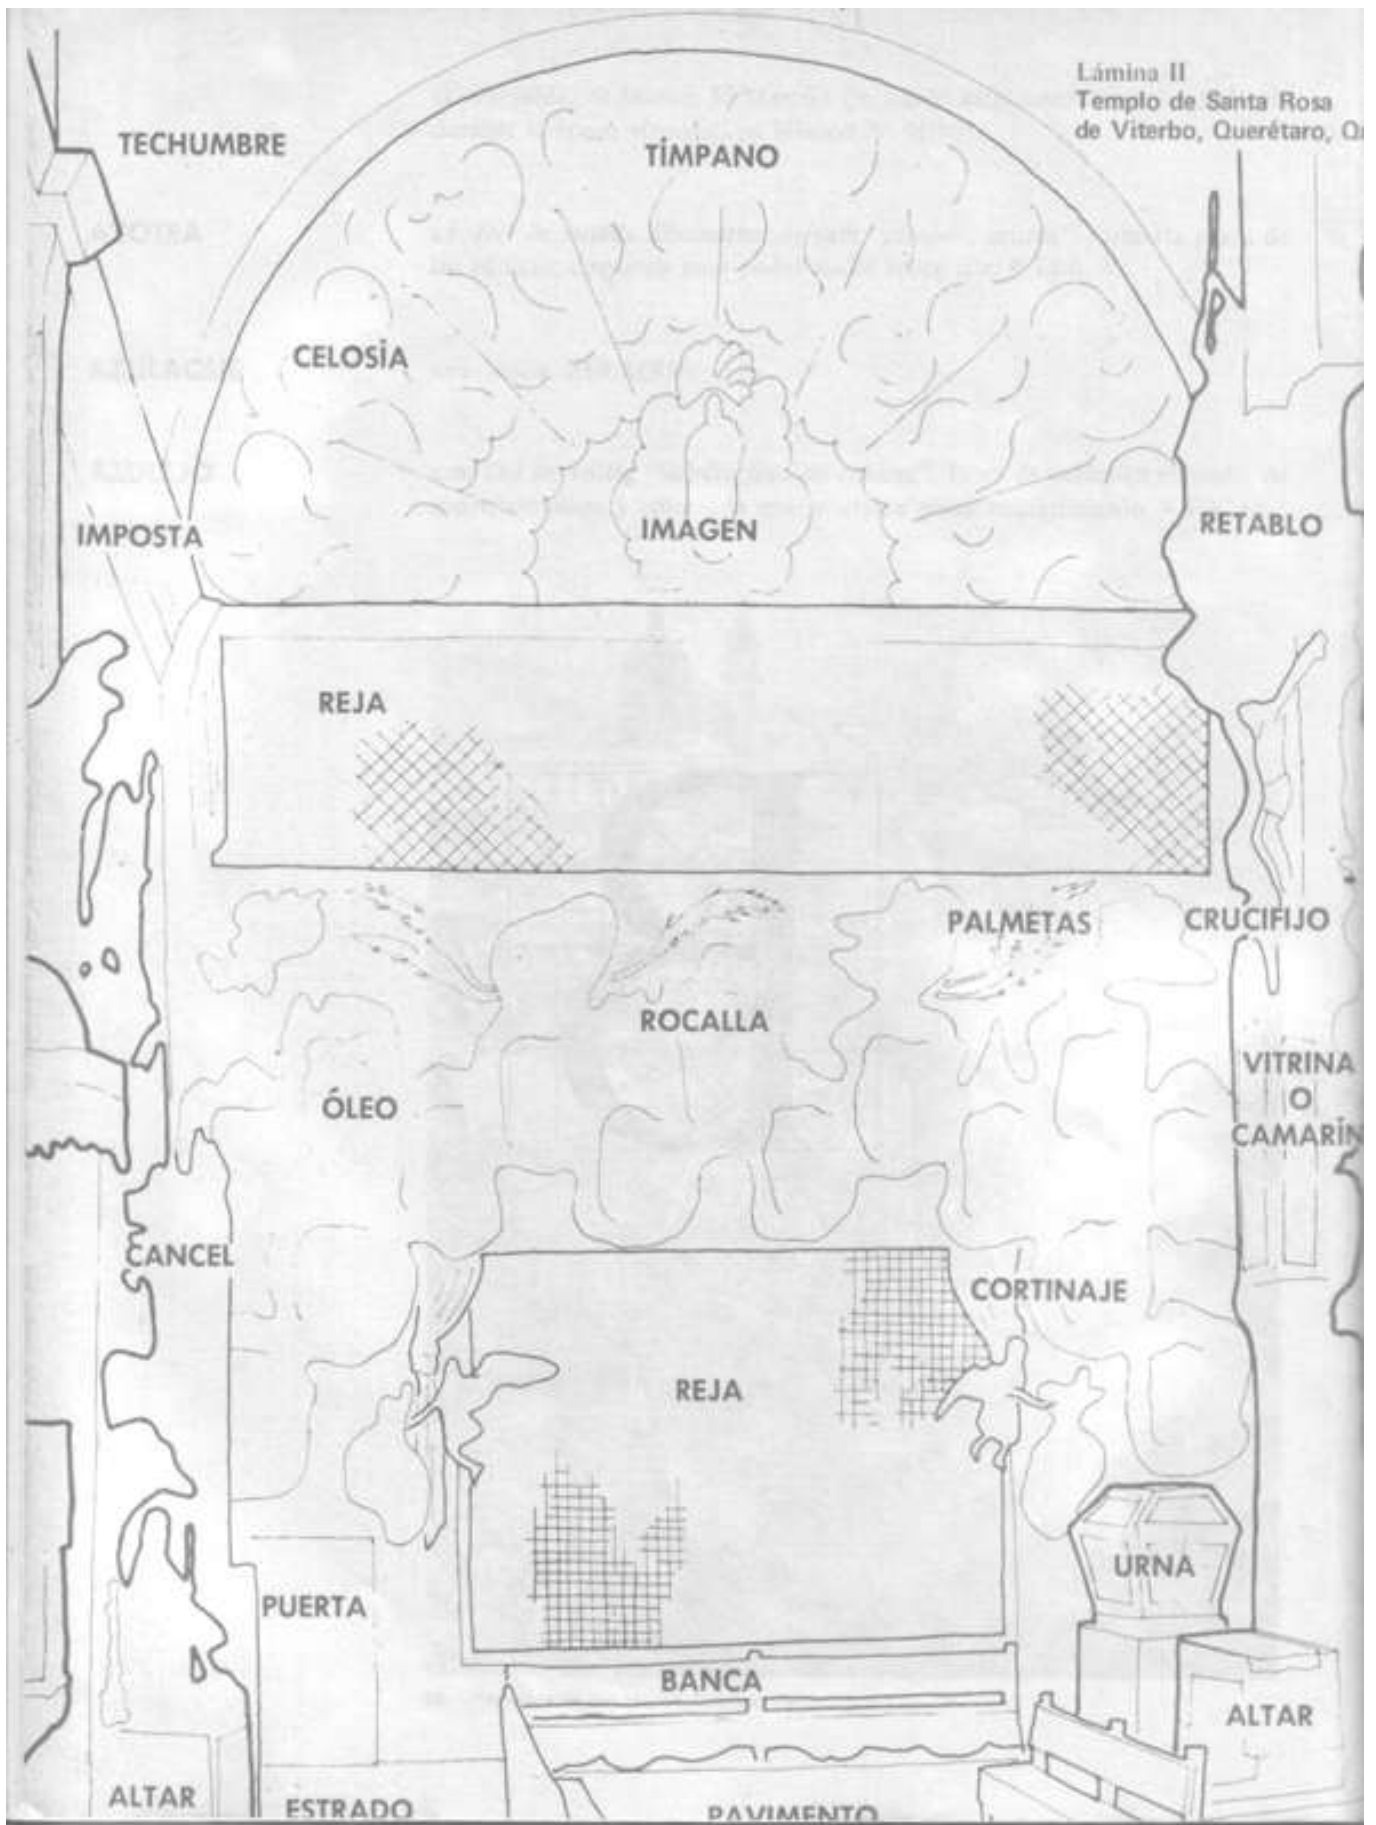 Lámina II
Templo de Santa Rosa
de Viterbo, Querétaro, Q
TECHUMBRE
TÍMPANO
CELOSÍA
IMPOSTA
IMAGEN
RETABLO
REJA
PALMETAS
CRUCIFIJO
ROCALLA
VITRINA
O
CAMARÍN
ÓLEO
CANCEL
CORTINAJE
REJA
URNA
PUERTA
BANCA
ALTAR
ALTAR
ESTRADO
PAVIMENTO